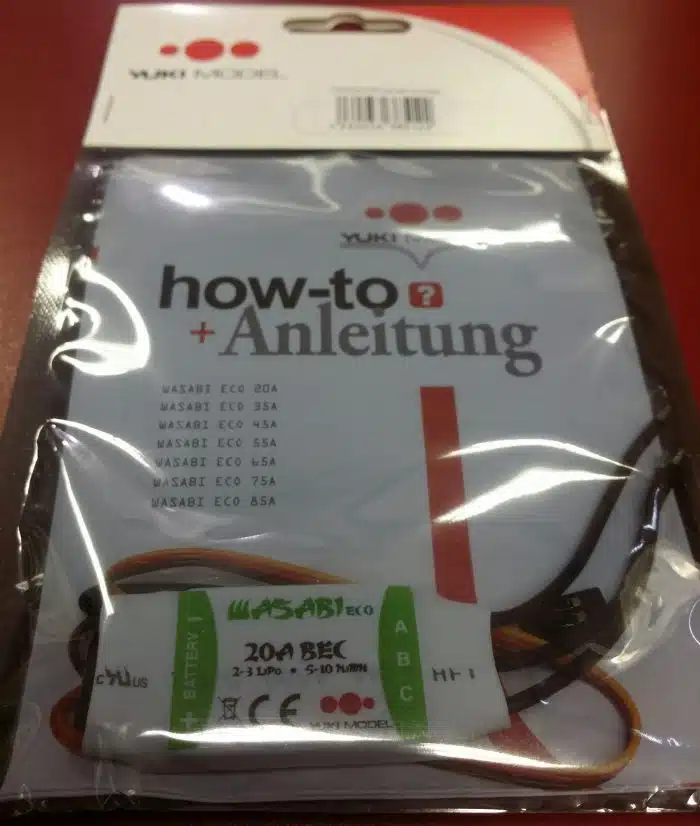 YUKI MODEL
YUKI
how-to ?
+Anleitung
WASABI ECO 20A
WASABI ECO 35A
WASABI ECO 45A
WASABI ECO 55A
WASABI ECO 65A
WASABI ECO 75A
WASABI ECO 85A
WASABI ECO
20A BEC
2-3 LiPo • 5-10 NiMH
CE
YUKI MODEL
+ BATTERY -
A B C
c US